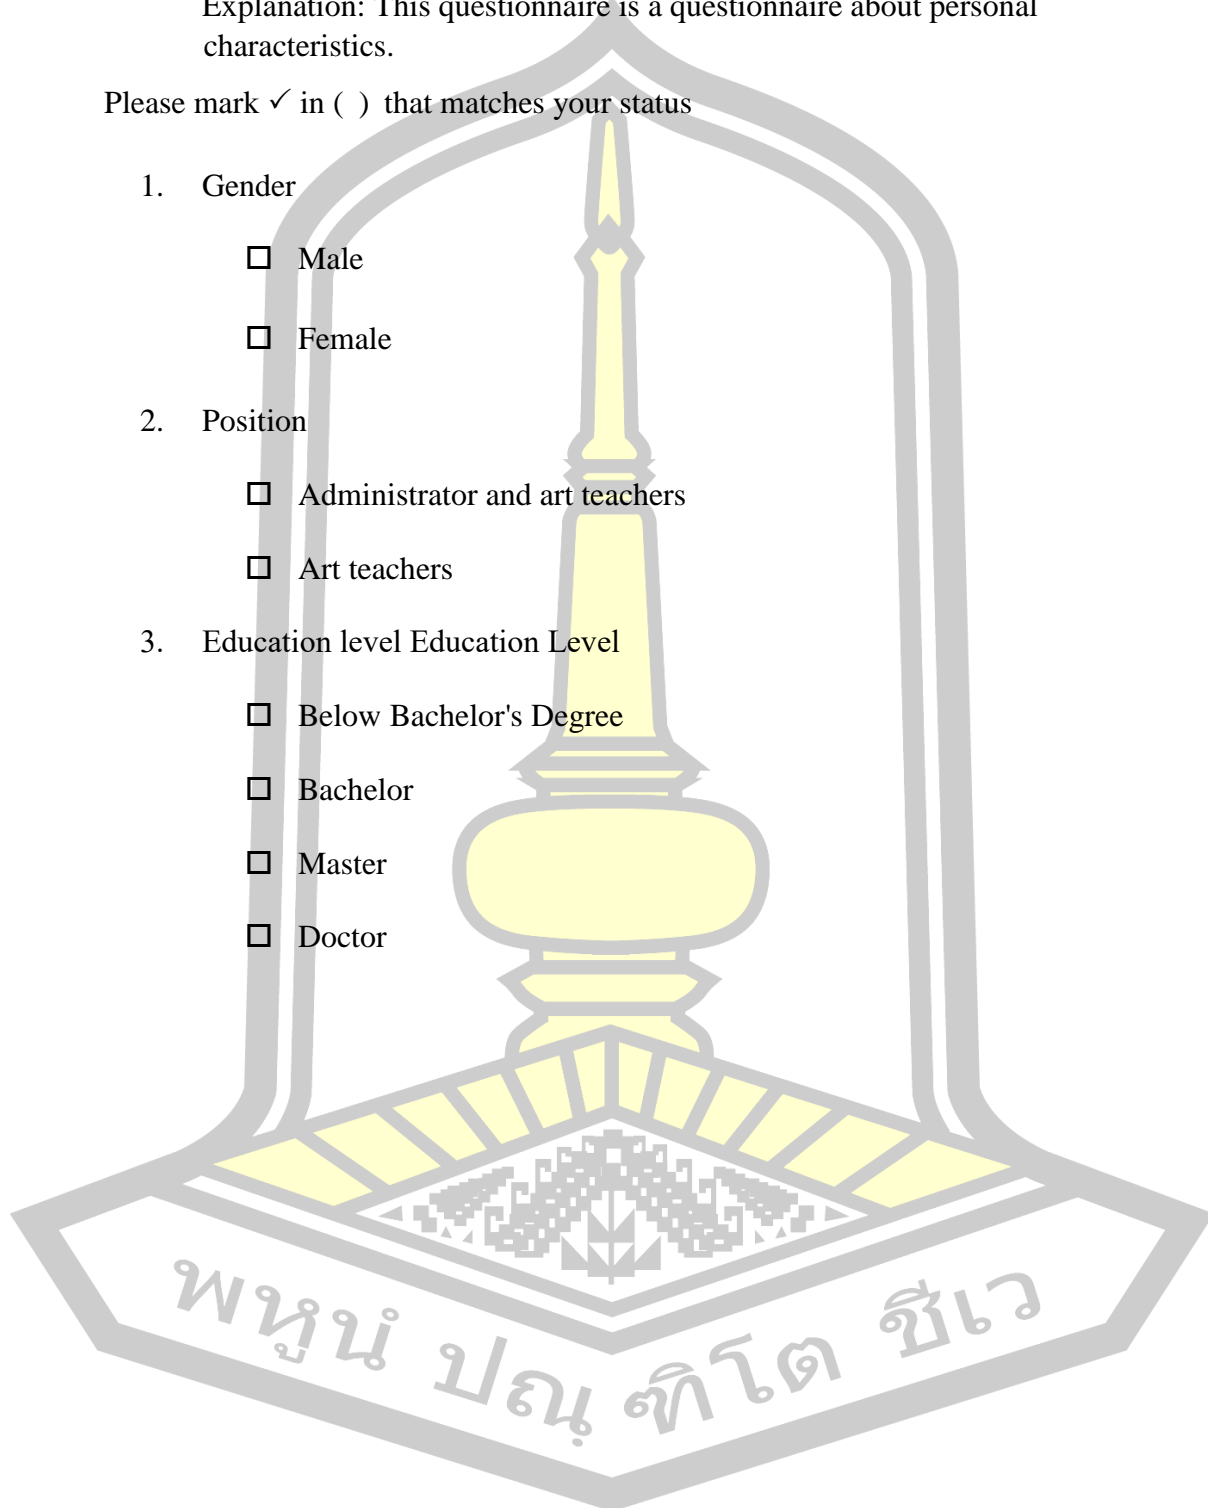 Explanation: This questionnaire is a questionnaire about personal
characteristics.
Please mark ✓ in ( ) that matches your status
1. Gender
☐ Male
☐ Female
2. Position
☐ Administrator and art teachers
☐ Art teachers
3. Education level Education Level
☐ Below Bachelor's Degree
☐ Bachelor
☐ Master
☐ Doctor
พหูนํ ปณฺฑิโต ชีเว